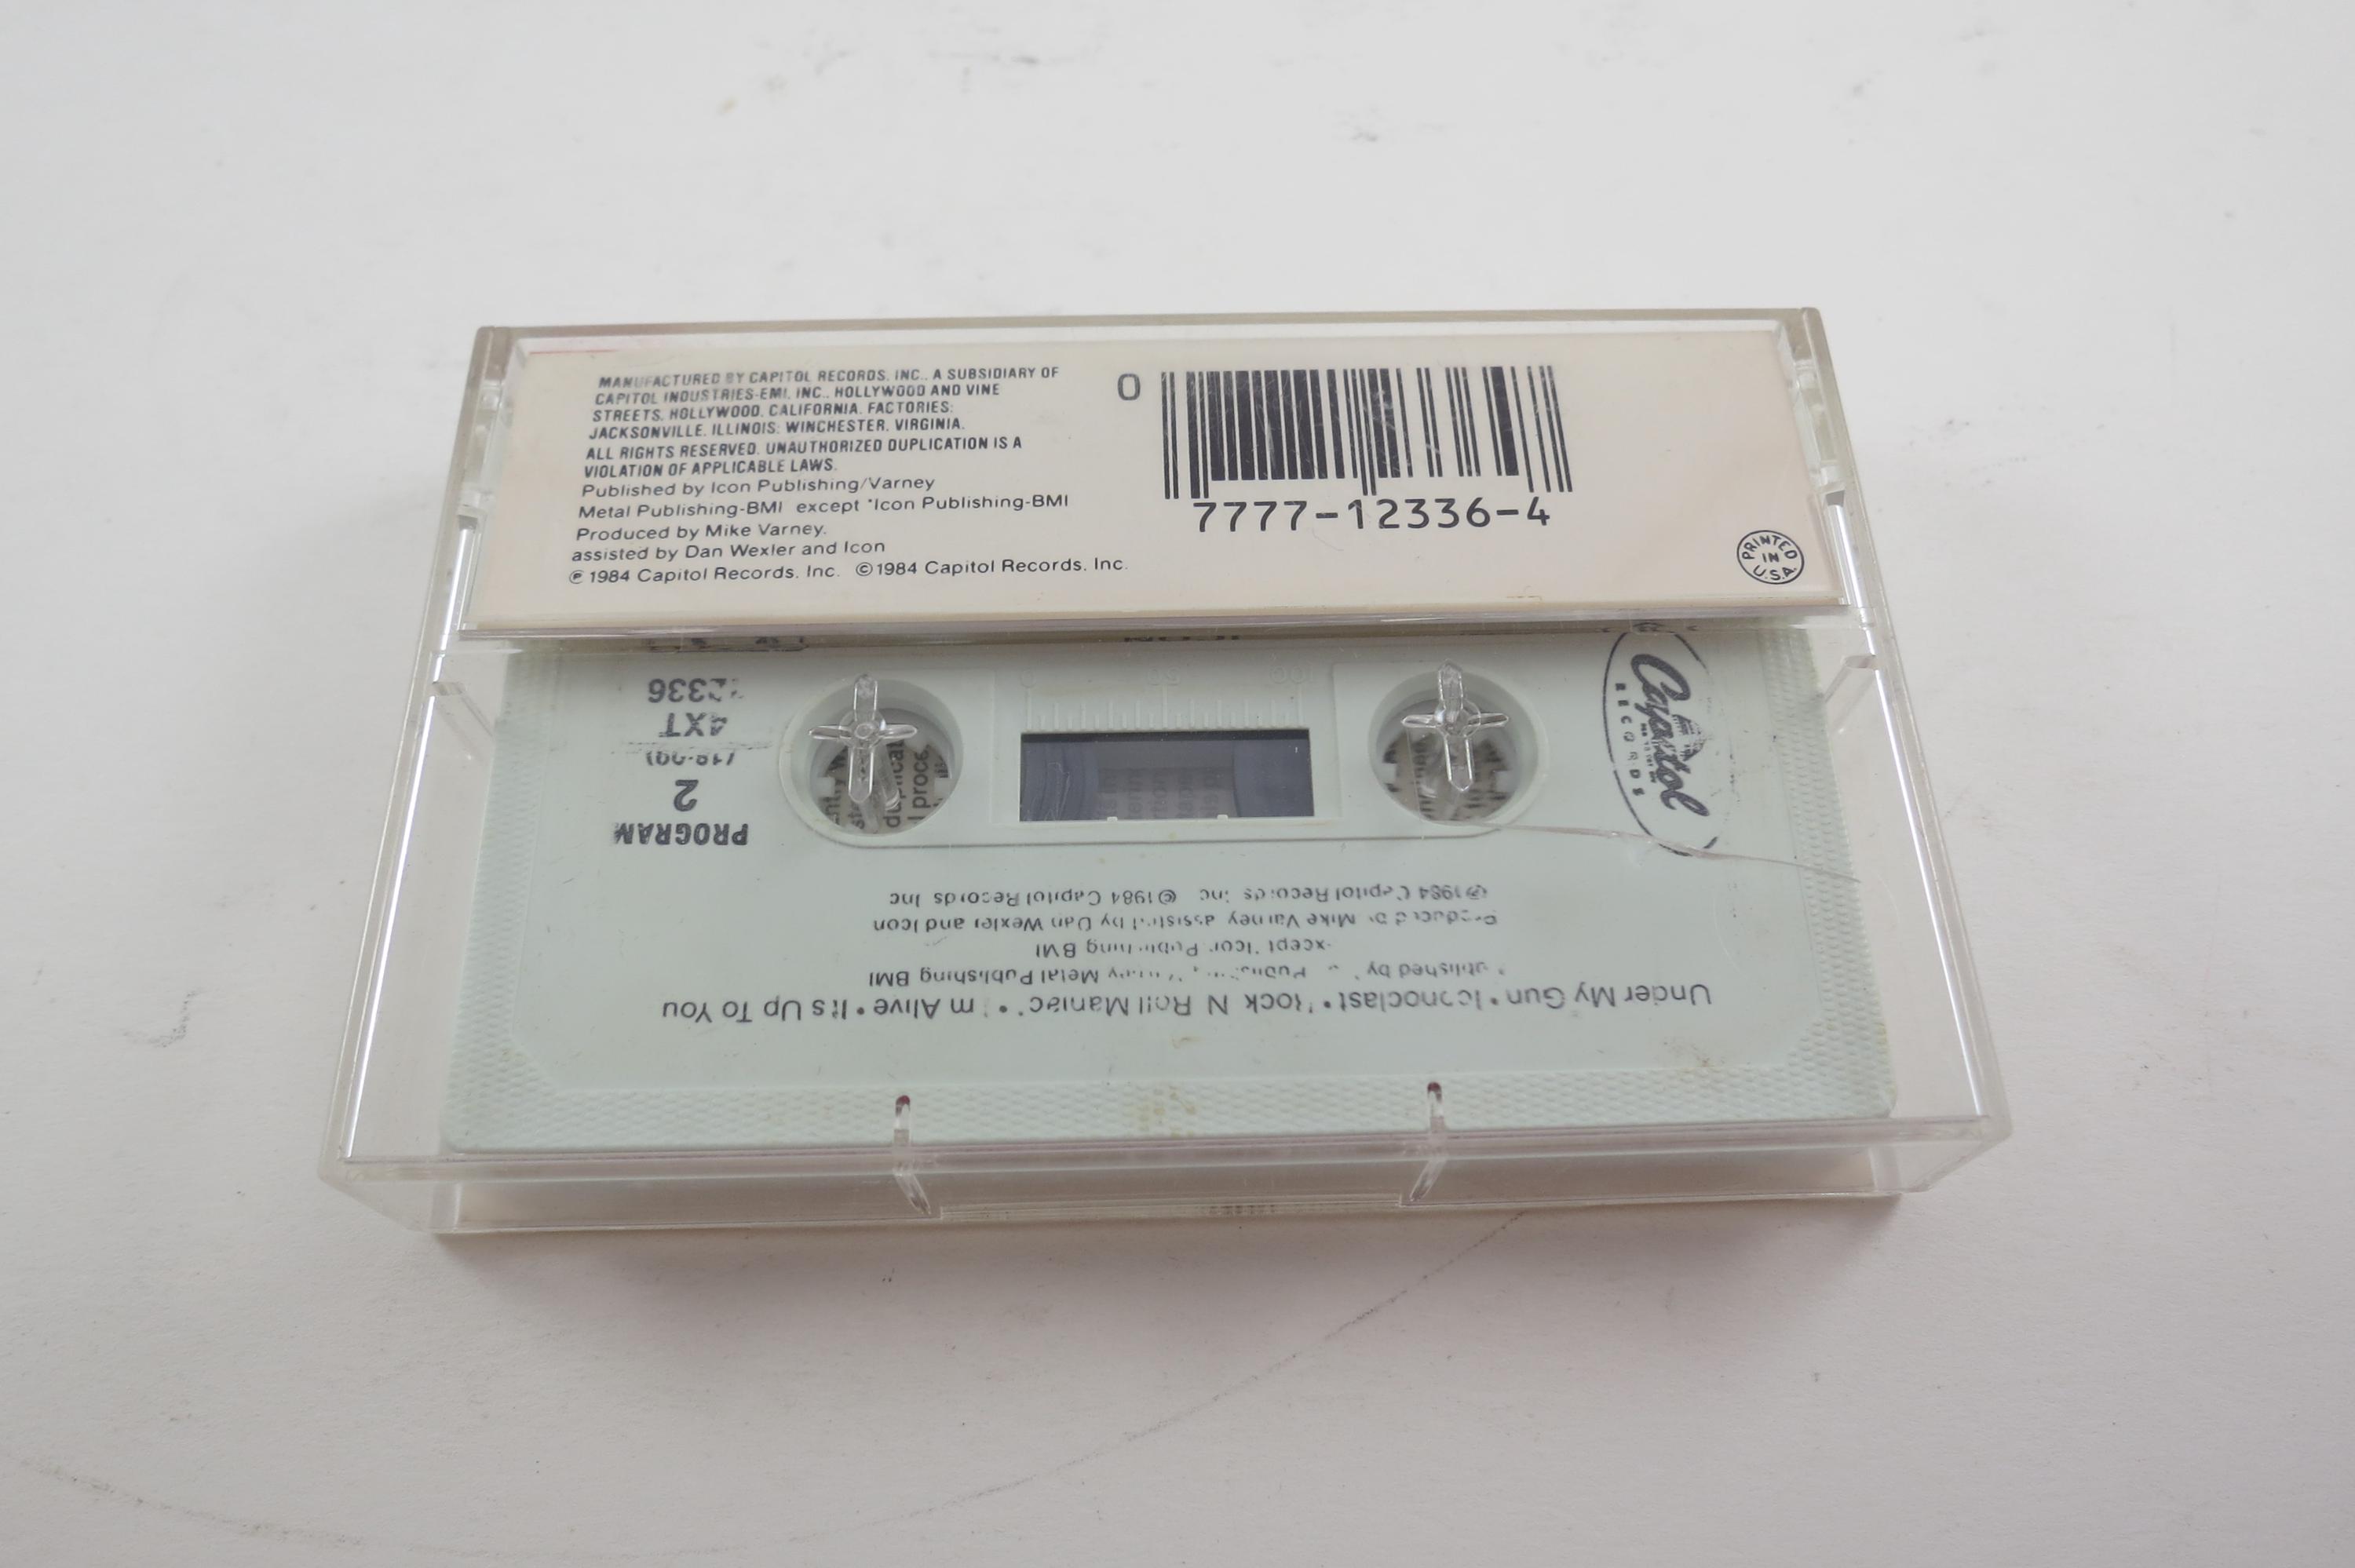 MANUFACTURED BY CAPITOL RECORDS, INC., A SUBSIDIARY OF
CAPITOL INDUSTRIES-EMI, INC., HOLLYWOOD AND VINE
STREETS, HOLLYWOOD, CALIFORNIA. FACTORIES:
JACKSONVILLE, ILLINOIS; WINCHESTER, VIRGINIA.
ALL RIGHTS RESERVED. UNAUTHORIZED DUPLICATION IS A
VIOLATION OF APPLICABLE LAWS.
Published by Icon Publishing/Varney
Metal Publishing-BMI except *Icon Publishing-BMI
Produced by Mike Varney.
assisted by Dan Wexler and Icon
℗ 1984 Capitol Records, Inc. ©1984 Capitol Records, Inc.
0
7777-12336-4
PRINTED
IN
U.S.A.
Capitol
RECORDS
Under My Gun • Iconoclast • Rock N Roll Maniac • m Alive • It's Up To You
by Metal Publishing BMI
BMI
Mike Varney by Dan Wexler and Icon
℗1984 Capitol Records Inc ©1984 Capitol Records Inc
PROGRAM
2
4XT
2336